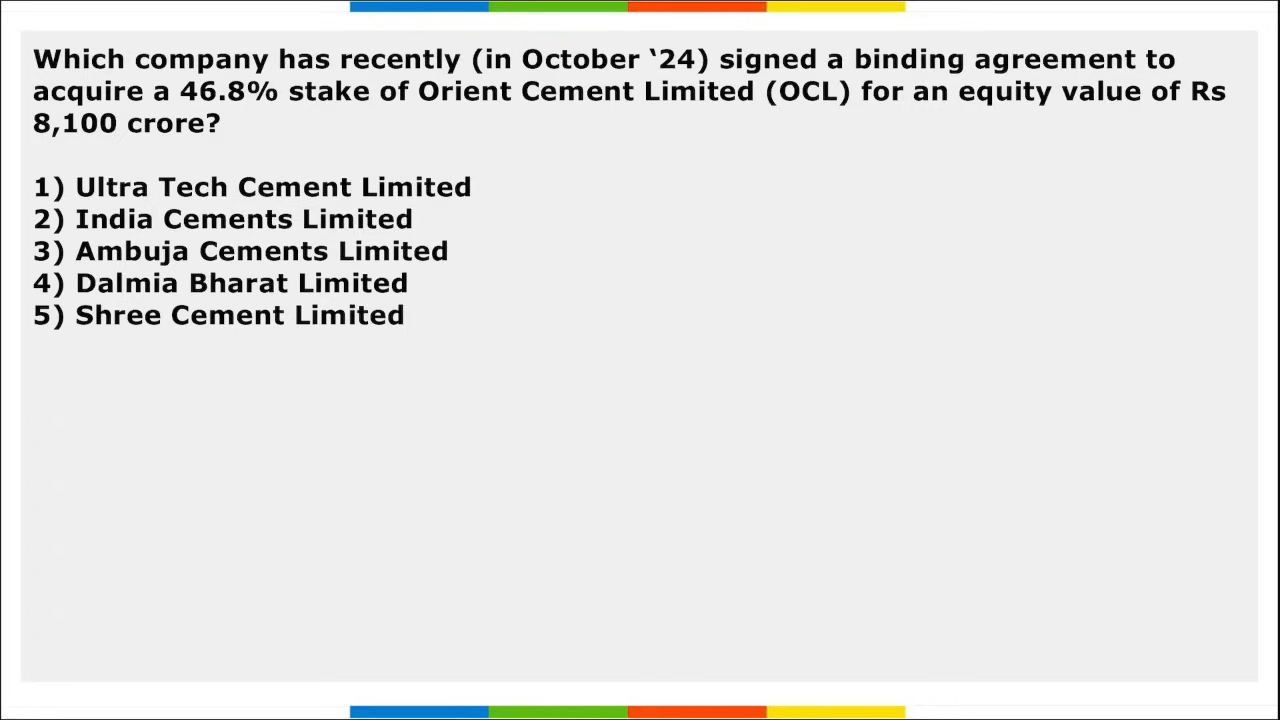 Which company has recently (in October ‘24) signed a binding agreement to
acquire a 46.8% stake of Orient Cement Limited (OCL) for an equity value of Rs
8,100 crore?
1) Ultra Tech Cement Limited
2) India Cements Limited
3) Ambuja Cements Limited
4) Dalmia Bharat Limited
5) Shree Cement Limited